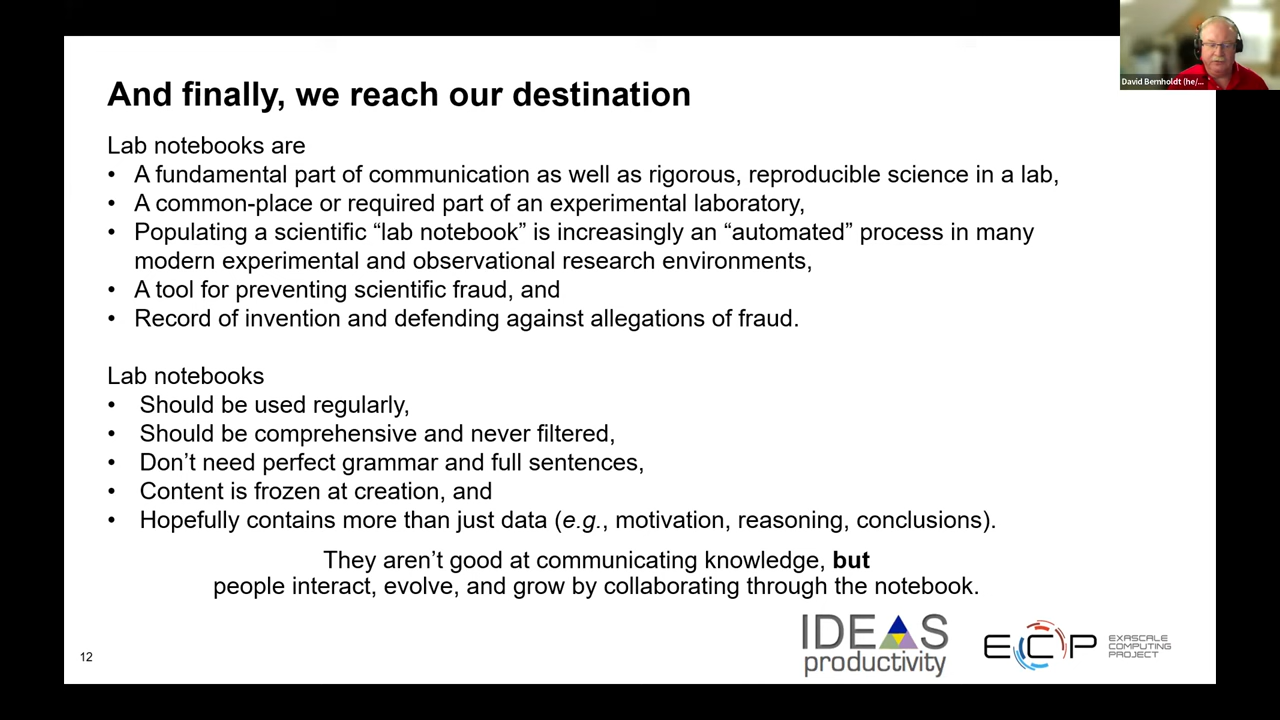 David Bernholdt (he/...
And finally, we reach our destination
Lab notebooks are
• A fundamental part of communication as well as rigorous, reproducible science in a lab,
• A common-place or required part of an experimental laboratory,
• Populating a scientific “lab notebook” is increasingly an “automated” process in many
modern experimental and observational research environments,
• A tool for preventing scientific fraud, and
• Record of invention and defending against allegations of fraud.
Lab notebooks
• Should be used regularly,
• Should be comprehensive and never filtered,
• Don’t need perfect grammar and full sentences,
• Content is frozen at creation, and
• Hopefully contains more than just data (e.g., motivation, reasoning, conclusions).
They aren’t good at communicating knowledge, but
people interact, evolve, and grow by collaborating through the notebook.
12
IDEAS
productivity
ECP
EXASCALE
COMPUTING
PROJECT